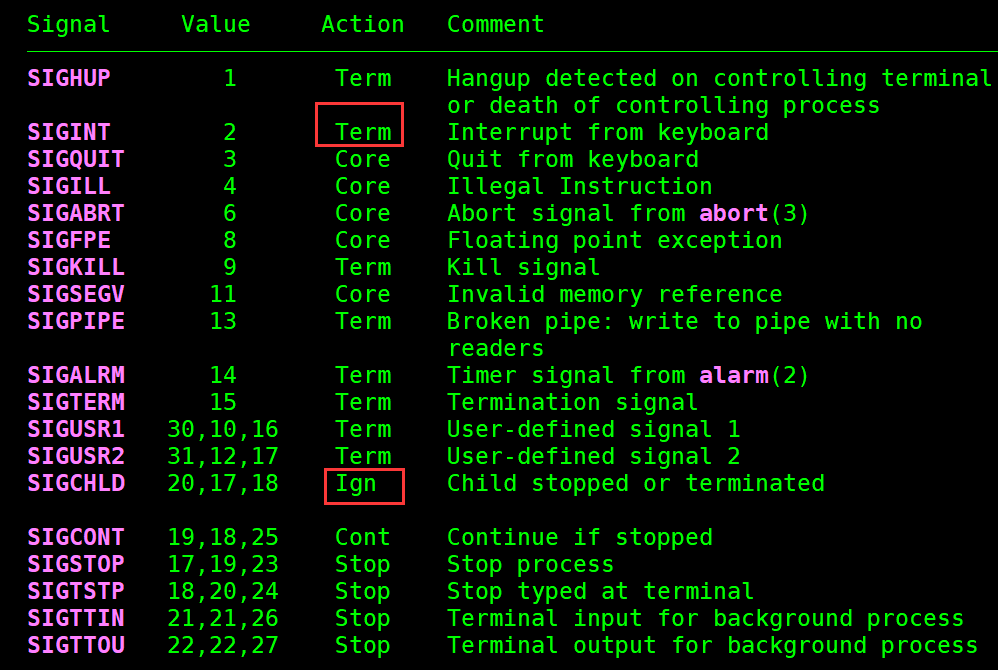 Signal Value Action Comment
SIGHUP 1 Term Hangup detected on controlling terminal
or death of controlling process
SIGINT 2 Term Interrupt from keyboard
SIGQUIT 3 Core Quit from keyboard
SIGILL 4 Core Illegal Instruction
SIGABRT 6 Core Abort signal from abort(3)
SIGFPE 8 Core Floating point exception
SIGKILL 9 Term Kill signal
SIGSEGV 11 Core Invalid memory reference
SIGPIPE 13 Term Broken pipe: write to pipe with no
readers
SIGALRM 14 Term Timer signal from alarm(2)
SIGTERM 15 Term Termination signal
SIGUSR1 30,10,16 Term User-defined signal 1
SIGUSR2 31,12,17 Term User-defined signal 2
SIGCHLD 20,17,18 Ign Child stopped or terminated
SIGCONT 19,18,25 Cont Continue if stopped
SIGSTOP 17,19,23 Stop Stop process
SIGTSTP 18,20,24 Stop Stop typed at terminal
SIGTTIN 21,21,26 Stop Terminal input for background process
SIGTTOU 22,22,27 Stop Terminal output for background process